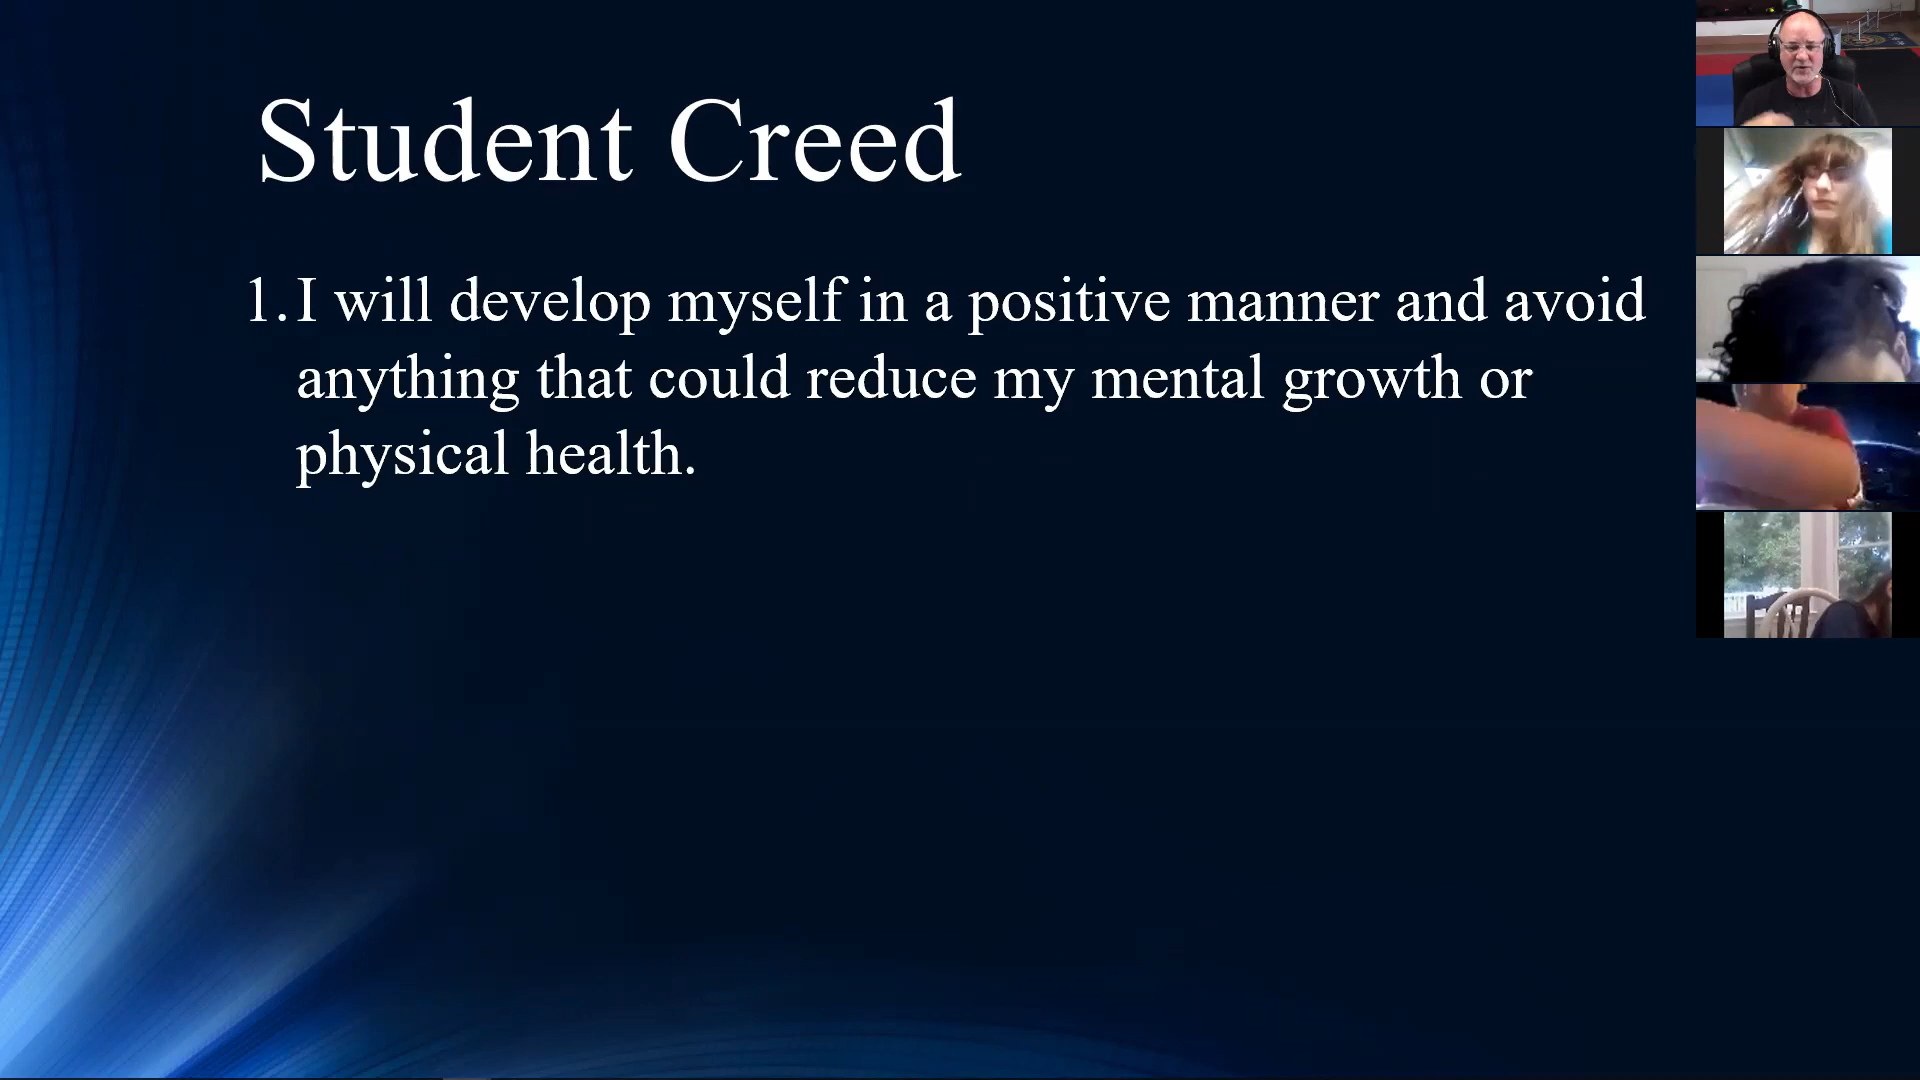 Student Creed
1. I will develop myself in a positive manner and avoid
anything that could reduce my mental growth or
physical health.